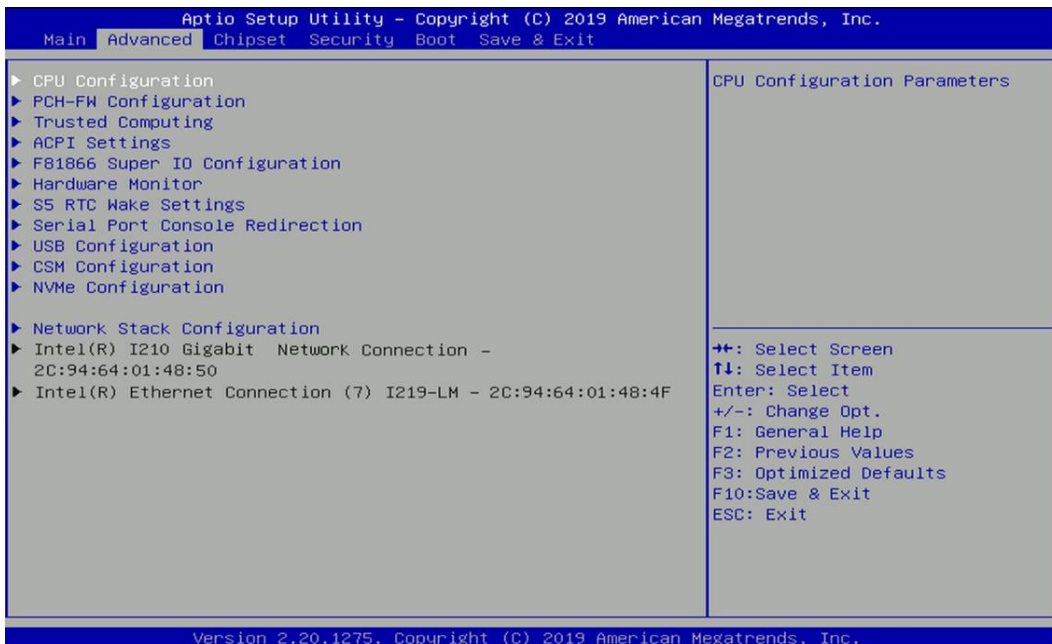 Aptio Setup Utility – Copyright (C) 2019 American Megatrends, Inc.
Main Advanced Chipset Security Boot Save & Exit
► CPU Configuration
► PCH-FW Configuration
► Trusted Computing
► ACPI Settings
► F81866 Super IO Configuration
► Hardware Monitor
► S5 RTC Wake Settings
► Serial Port Console Redirection
► USB Configuration
► CSM Configuration
► NVMe Configuration
► Network Stack Configuration
► Intel(R) I210 Gigabit  Network Connection –
2C:94:64:01:48:50
► Intel(R) Ethernet Connection (7) I219-LM – 2C:94:64:01:48:4F
CPU Configuration Parameters
→←: Select Screen
↑↓: Select Item
Enter: Select
+/-: Change Opt.
F1: General Help
F2: Previous Values
F3: Optimized Defaults
F10:Save & Exit
ESC: Exit
Version 2.20.1275. Copyright (C) 2019 American Megatrends, Inc.